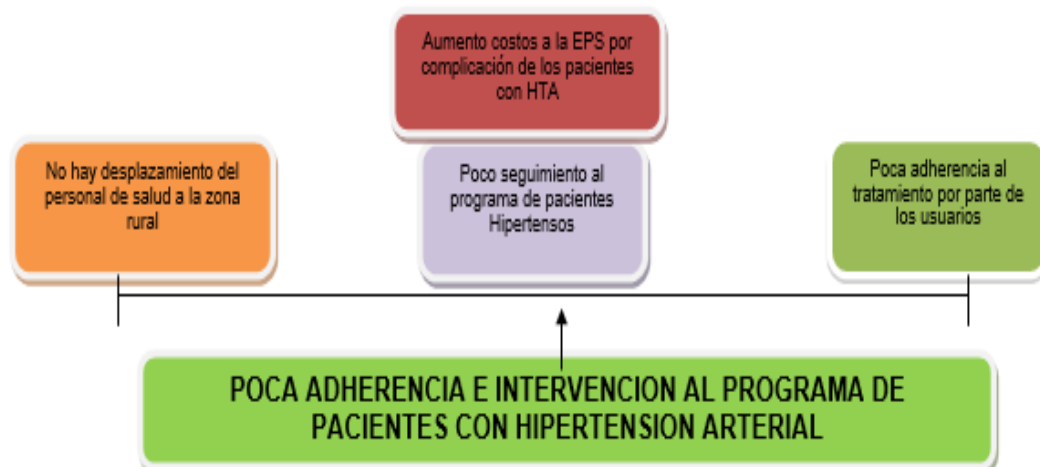 Aumento costos a la EPS por
complicación de los pacientes
con HTA
No hay desplazamiento del
personal de salud a la zona
rural
Poco seguimiento al
programa de pacientes
Hipertensos
Poca adherencia al
tratamiento por parte de
los usuarios
POCA ADHERENCIA E INTERVENCION AL PROGRAMA DE
PACIENTES CON HIPERTENSION ARTERIAL